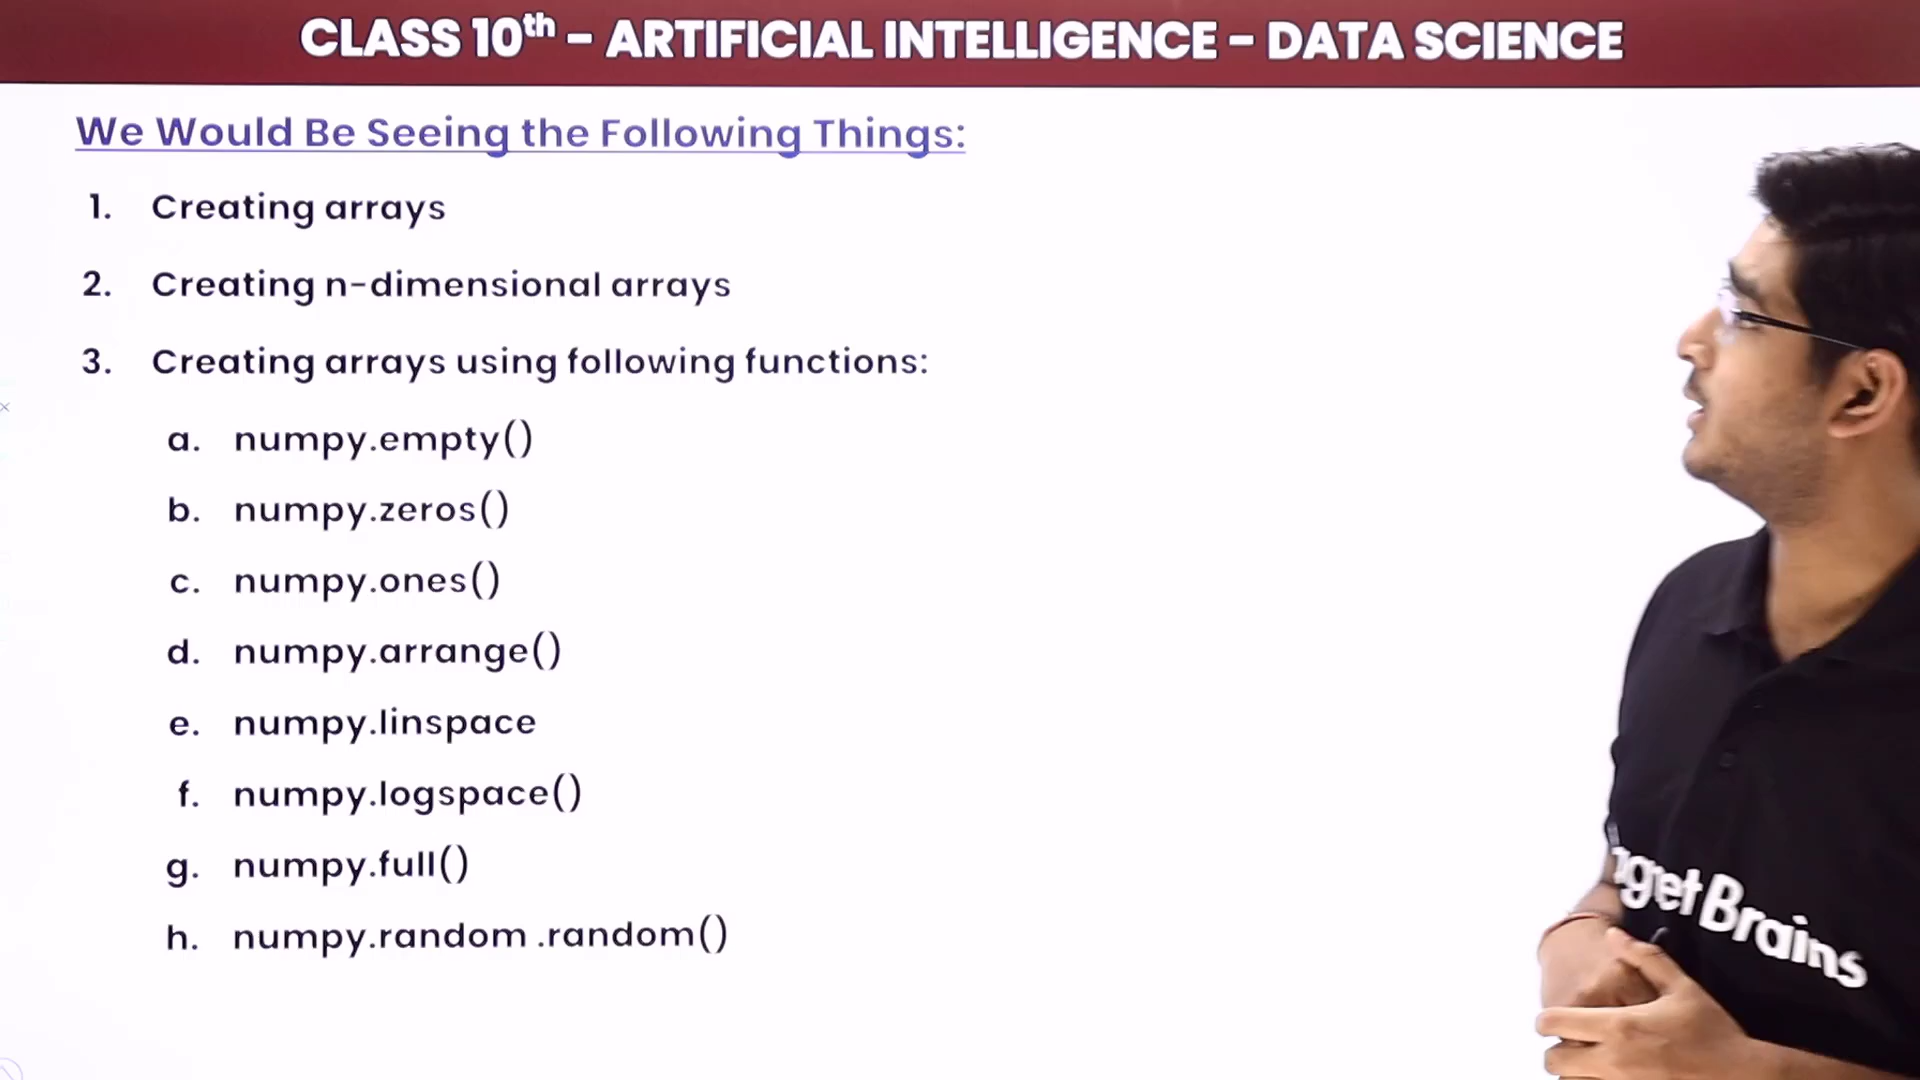 CLASS 10th - ARTIFICIAL INTELLIGENCE - DATA SCIENCE
We Would Be Seeing the Following Things:
1. Creating arrays
2. Creating n-dimensional arrays
3. Creating arrays using following functions:
a. numpy.empty()
b. numpy.zeros()
c. numpy.ones()
d. numpy.arrange()
e. numpy.linspace
f. numpy.logspace()
g. numpy.full()
h. numpy.random .random()
getBrains